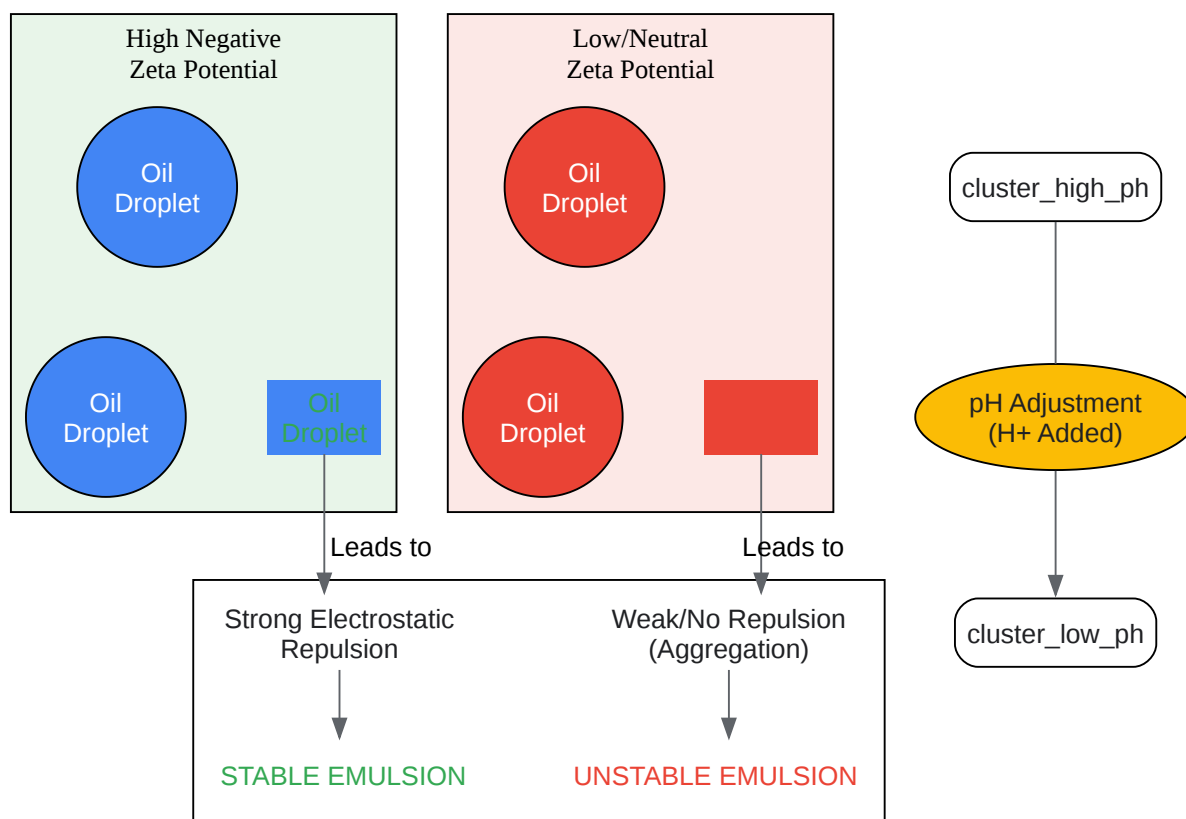 High Negative
Zeta Potential
Oil
Droplet
Oil
Droplet
Oil
Droplet
Leads to
Low/Neutral
Zeta Potential
Oil
Droplet
Oil
Droplet
Leads to
Strong Electrostatic
Repulsion
STABLE EMULSION
Weak/No Repulsion
(Aggregation)
UNSTABLE EMULSION
cluster_high_ph
pH Adjustment
(H+ Added)
cluster_low_ph